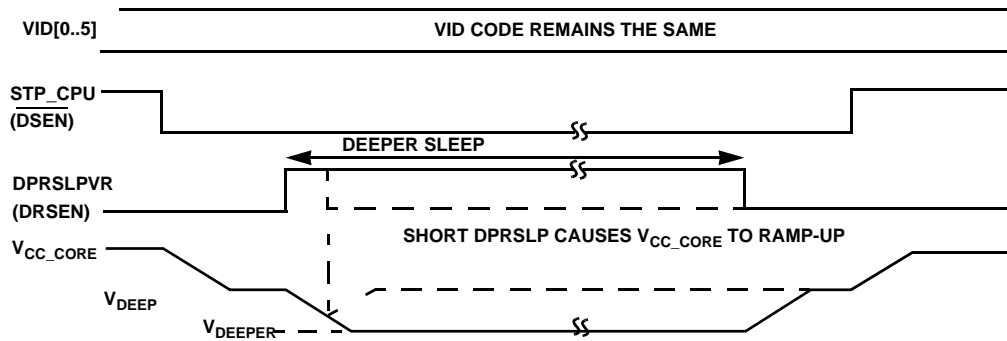 VID[0..5]
VID CODE REMAINS THE SAME
STP_CPU
(DSEN)
DEEPER SLEEP
DPRSLPVR
(DRSEN)
SHORT DPRSLP CAUSES VCC_CORE TO RAMP-UP
VCC_CORE
VDEEP
VDEEPER